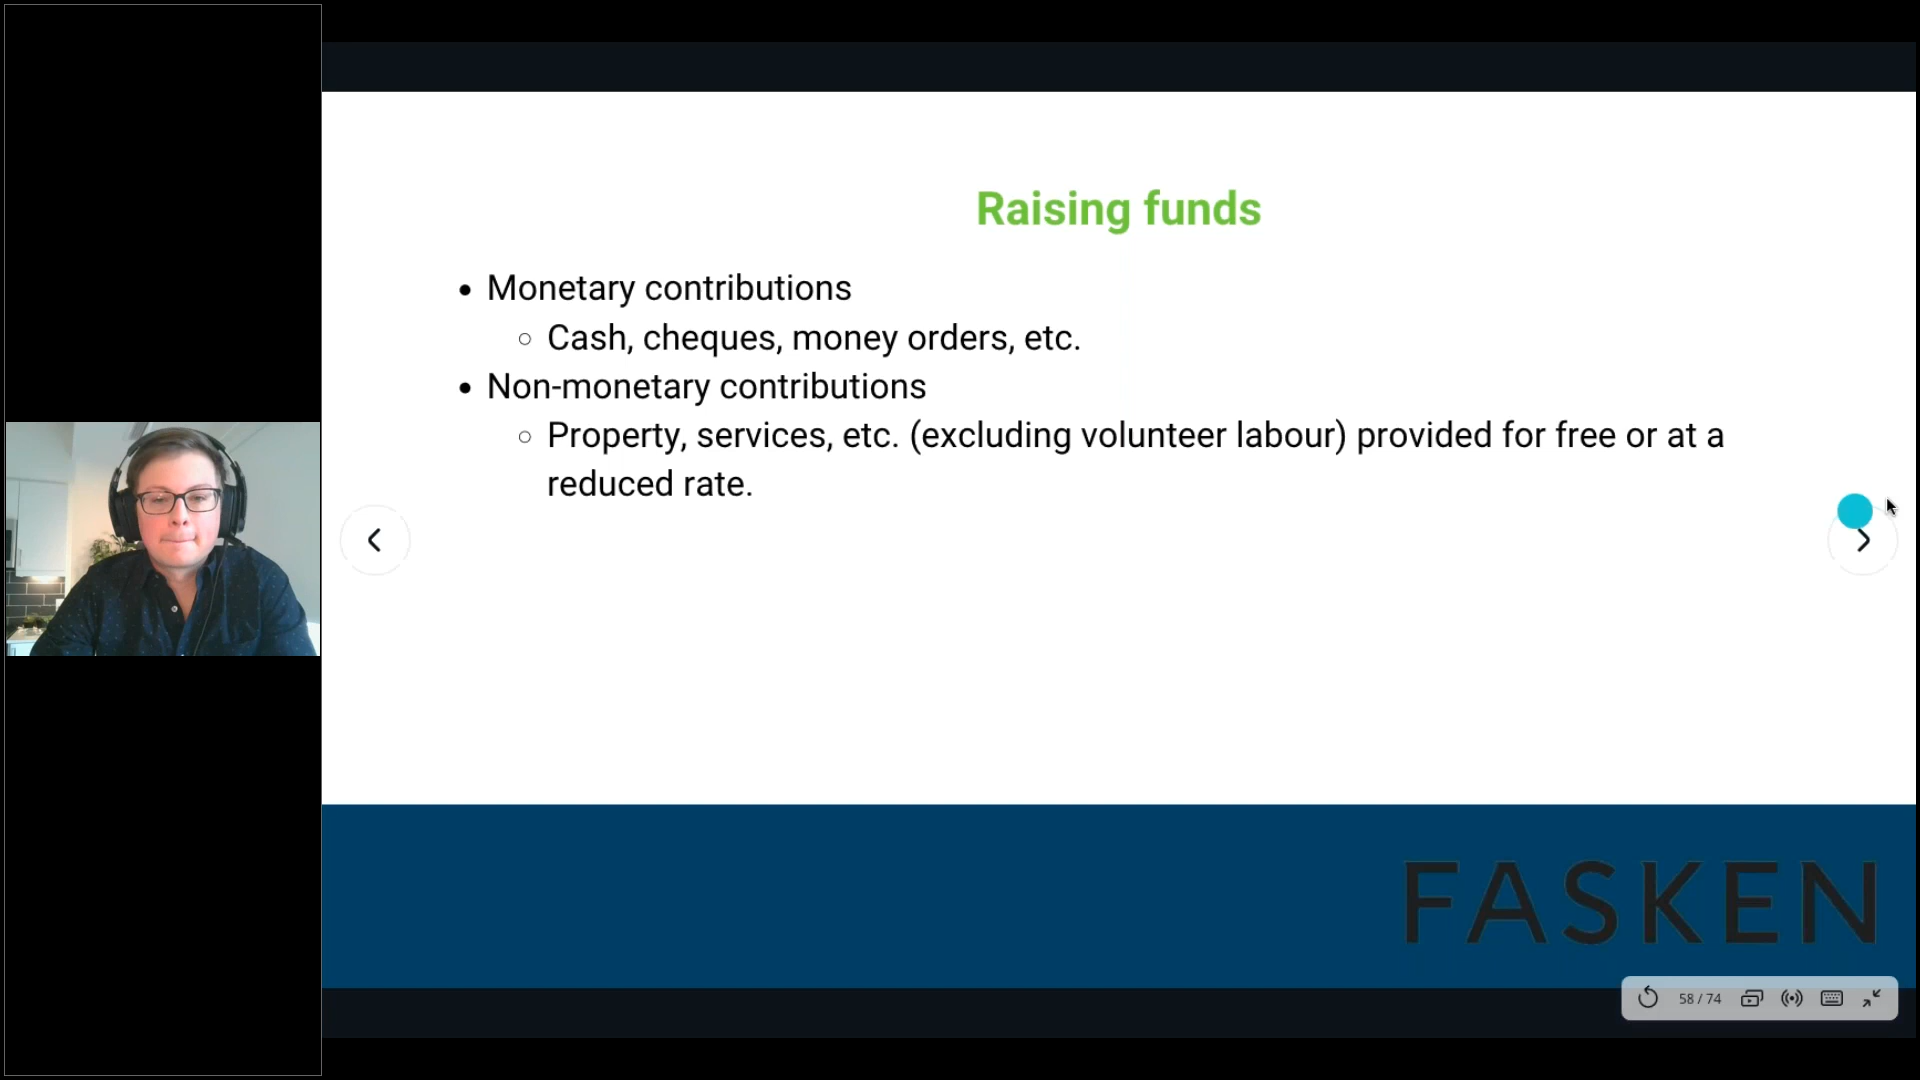 Raising funds
• Monetary contributions
○ Cash, cheques, money orders, etc.
• Non-monetary contributions
○ Property, services, etc. (excluding volunteer labour) provided for free or at a
reduced rate.
FASKEN
58 / 74